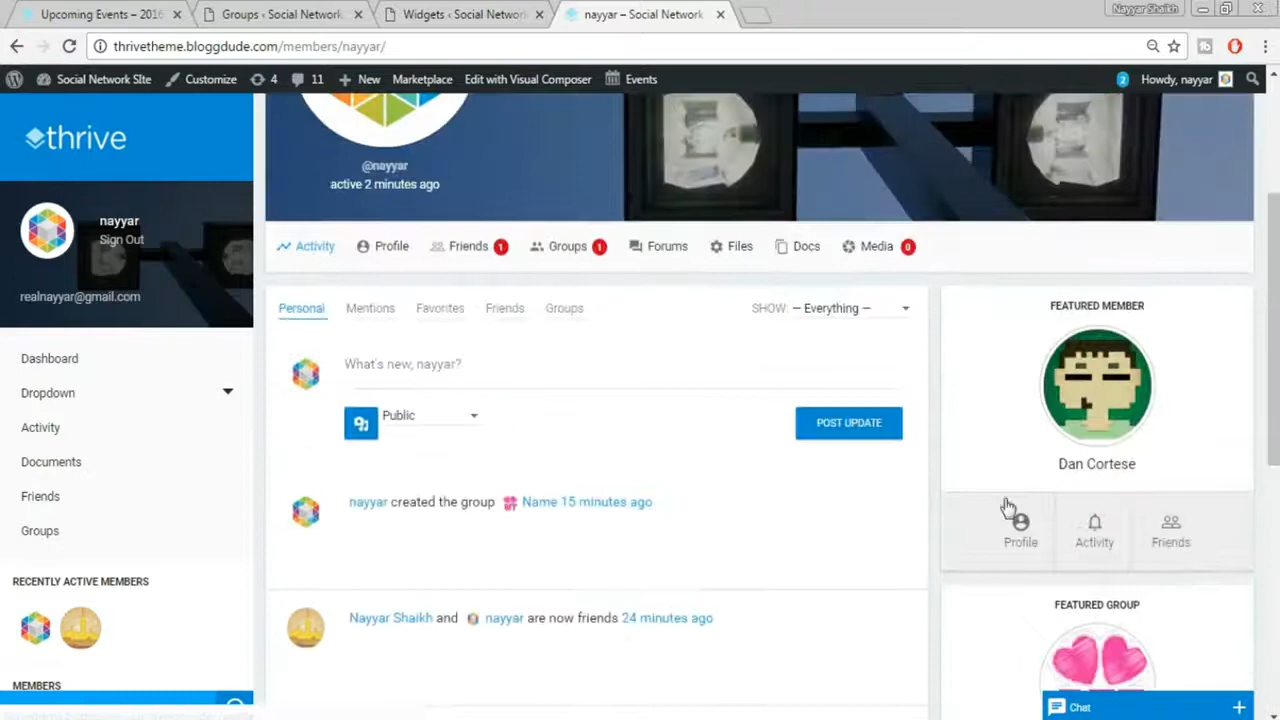 Upcoming Events – 2016
Groups ‹ Social Network
Widgets ‹ Social Network
nayyar – Social Network
Nayyar Shaikh
thrivetheme.bloggdude.com/members/nayyar/
Social Network SIte
Customize
4
11
New
Marketplace
Edit with Visual Composer
Events
2
Howdy, nayyar
thrive
@nayyar
active 2 minutes ago
nayyar
Sign Out
realnayyar@gmail.com
Activity
Profile
Friends 1
Groups 1
Forums
Files
Docs
Media 0
Personal
Mentions
Favorites
Friends
Groups
SHOW: — Everything —
What's new, nayyar?
Public
POST UPDATE
nayyar created the group Name 15 minutes ago
Nayyar Shaikh and nayyar are now friends 24 minutes ago
Dashboard
Dropdown
Activity
Documents
Friends
Groups
RECENTLY ACTIVE MEMBERS
MEMBERS
FEATURED MEMBER
Dan Cortese
Profile
Activity
Friends
FEATURED GROUP
Chat